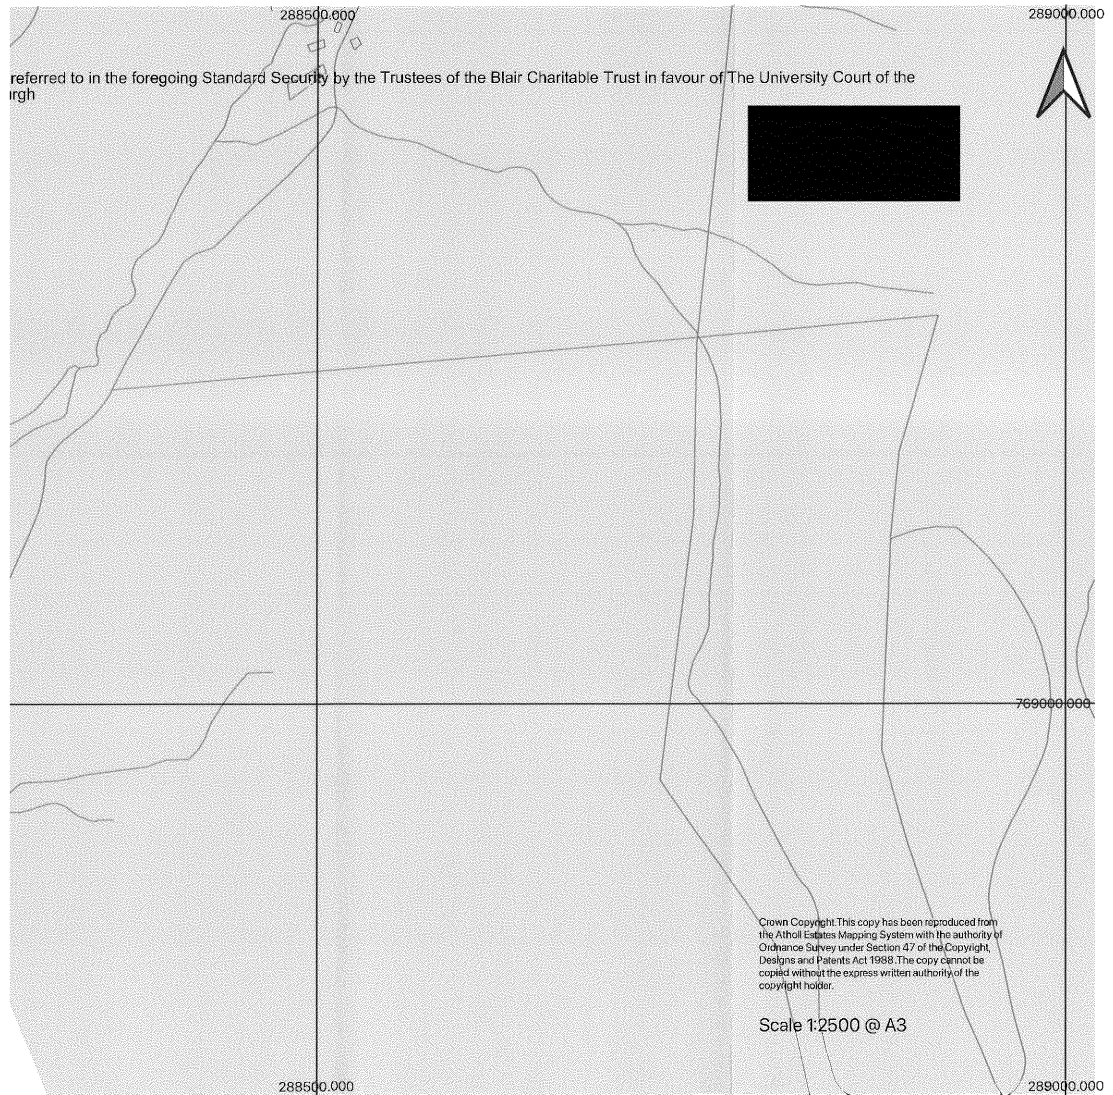 288500.000
289000.000
referred to in the foregoing Standard Security by the Trustees of the Blair Charitable Trust in favour of The University Court of the
urgh
769000.000
Crown Copyright.This copy has been reproduced from
the Atholl Estates Mapping System with the authority of
Ordnance Survey under Section 47 of the Copyright,
Designs and Patents Act 1988.The copy cannot be
copied without the express written authority of the
copyright holder.
Scale 1:2500 @ A3
288500.000
289000.000